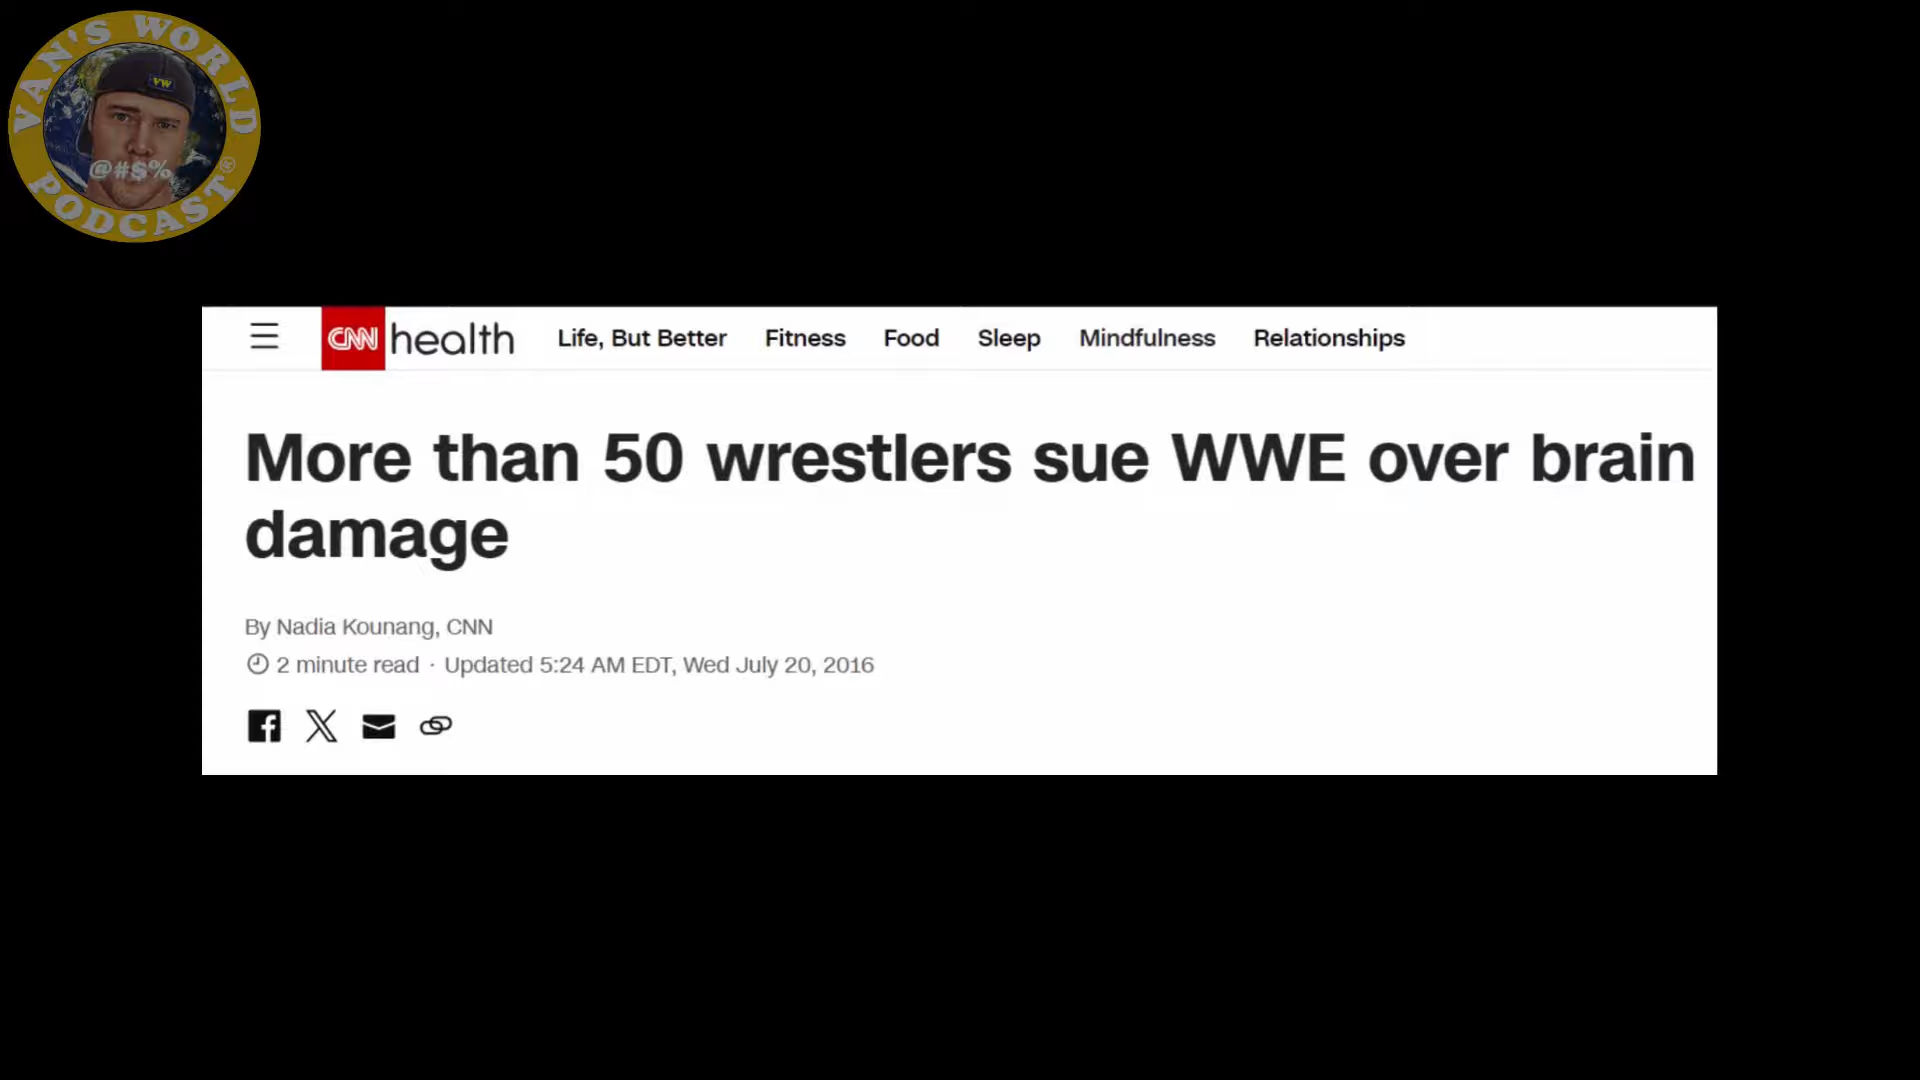 VAN'S WORLD
VW
@#$%
PODCAST®
CNN health Life, But Better Fitness Food Sleep Mindfulness Relationships
More than 50 wrestlers sue WWE over brain
damage
By Nadia Kounang, CNN
2 minute read · Updated 5:24 AM EDT, Wed July 20, 2016